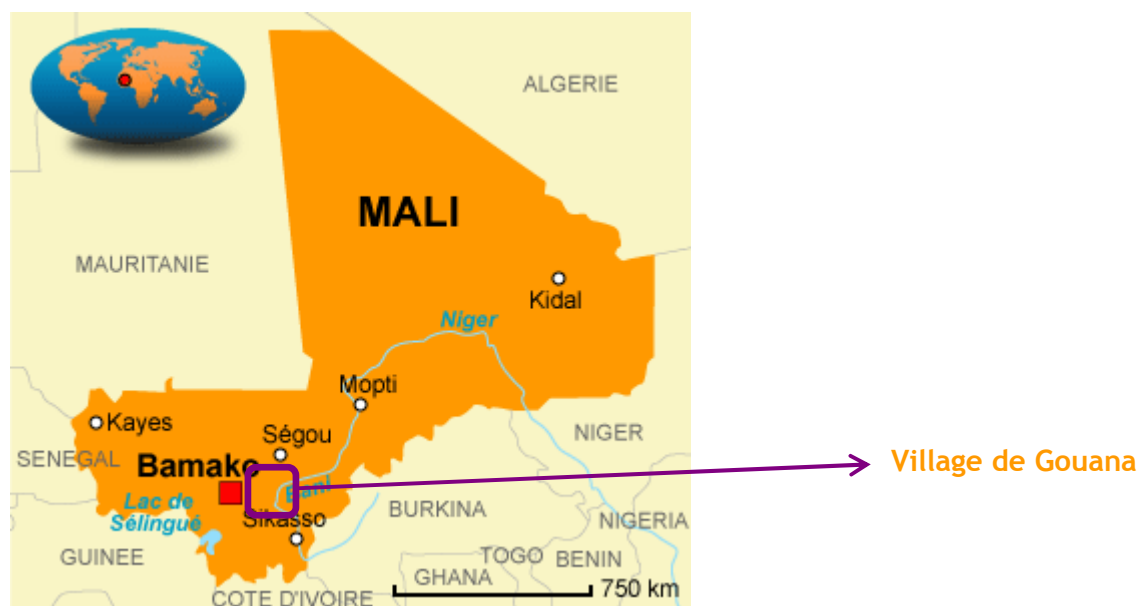 ALGERIE
MALI
MAURITANIE
Kidal
Niger
Mopti
Kayes
Ségou
NIGER
SENEGAL
Bamako
Village de Gouana
Bani
Lac de
Sélingué
Sikasso
BURKINA
NIGERIA
GUINEE
TOGO
BENIN
GHANA
750 km
COTE D'IVOIRE